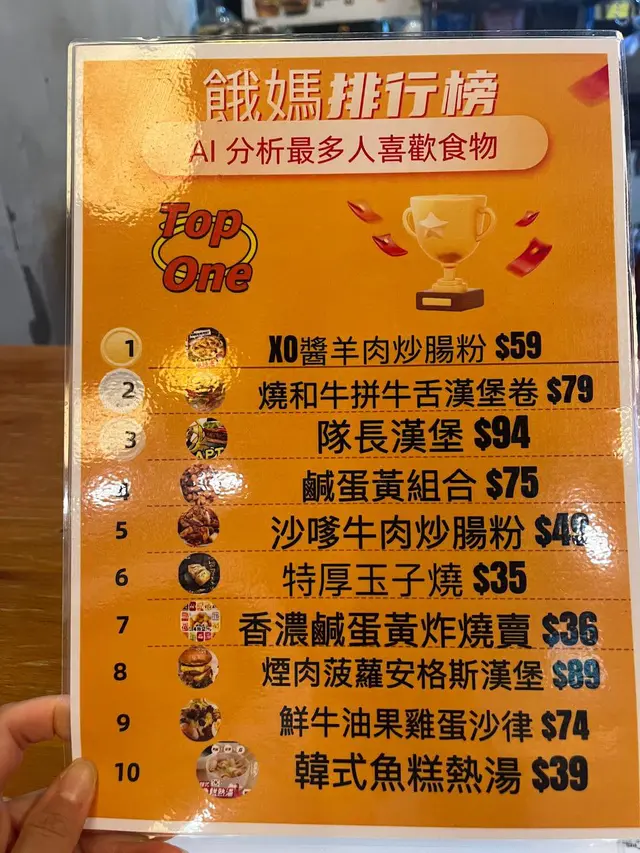 餓媽排行榜
AI 分析最多人喜歡食物
Top
One
1 XO醬羊肉炒腸粉 $59
2 燒和牛拼牛舌漢堡卷 $79
3 隊長漢堡 $94
4 鹹蛋黃組合 $75
5 沙嗲牛肉炒腸粉 $49
6 特厚玉子燒 $35
7 香濃鹹蛋黃炸燒賣 $36
8 煙肉菠蘿安格斯漢堡 $89
9 鮮牛油果雞蛋沙律 $74
10 韓式魚糕熱湯 $39